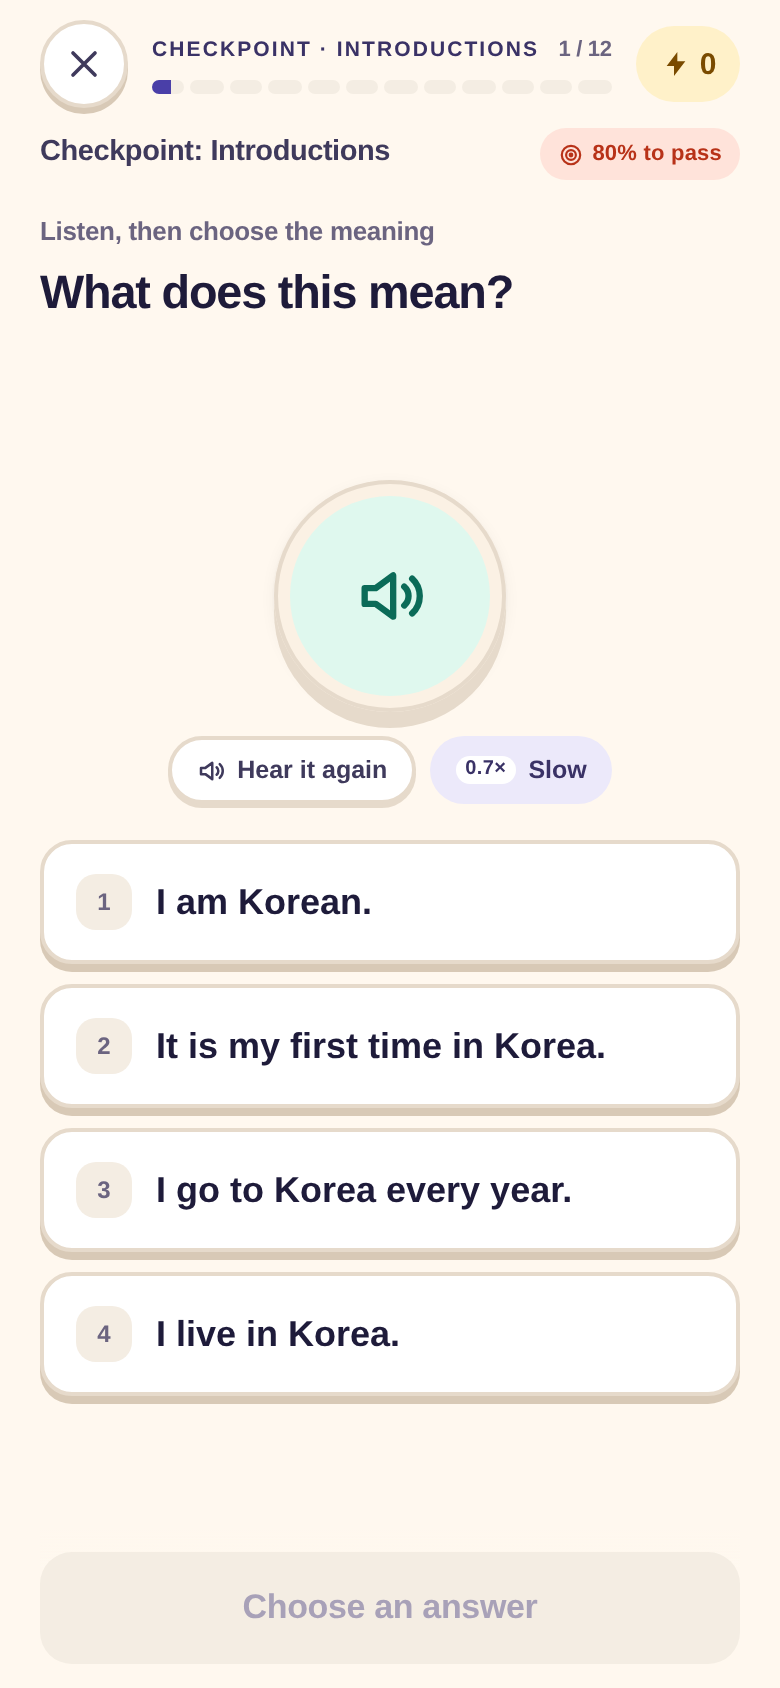 CHECKPOINT · INTRODUCTIONS 1 / 12
0
Checkpoint: Introductions
80% to pass
Listen, then choose the meaning
What does this mean?
Hear it again
0.7× Slow
1 I am Korean.
2 It is my first time in Korea.
3 I go to Korea every year.
4 I live in Korea.
Choose an answer